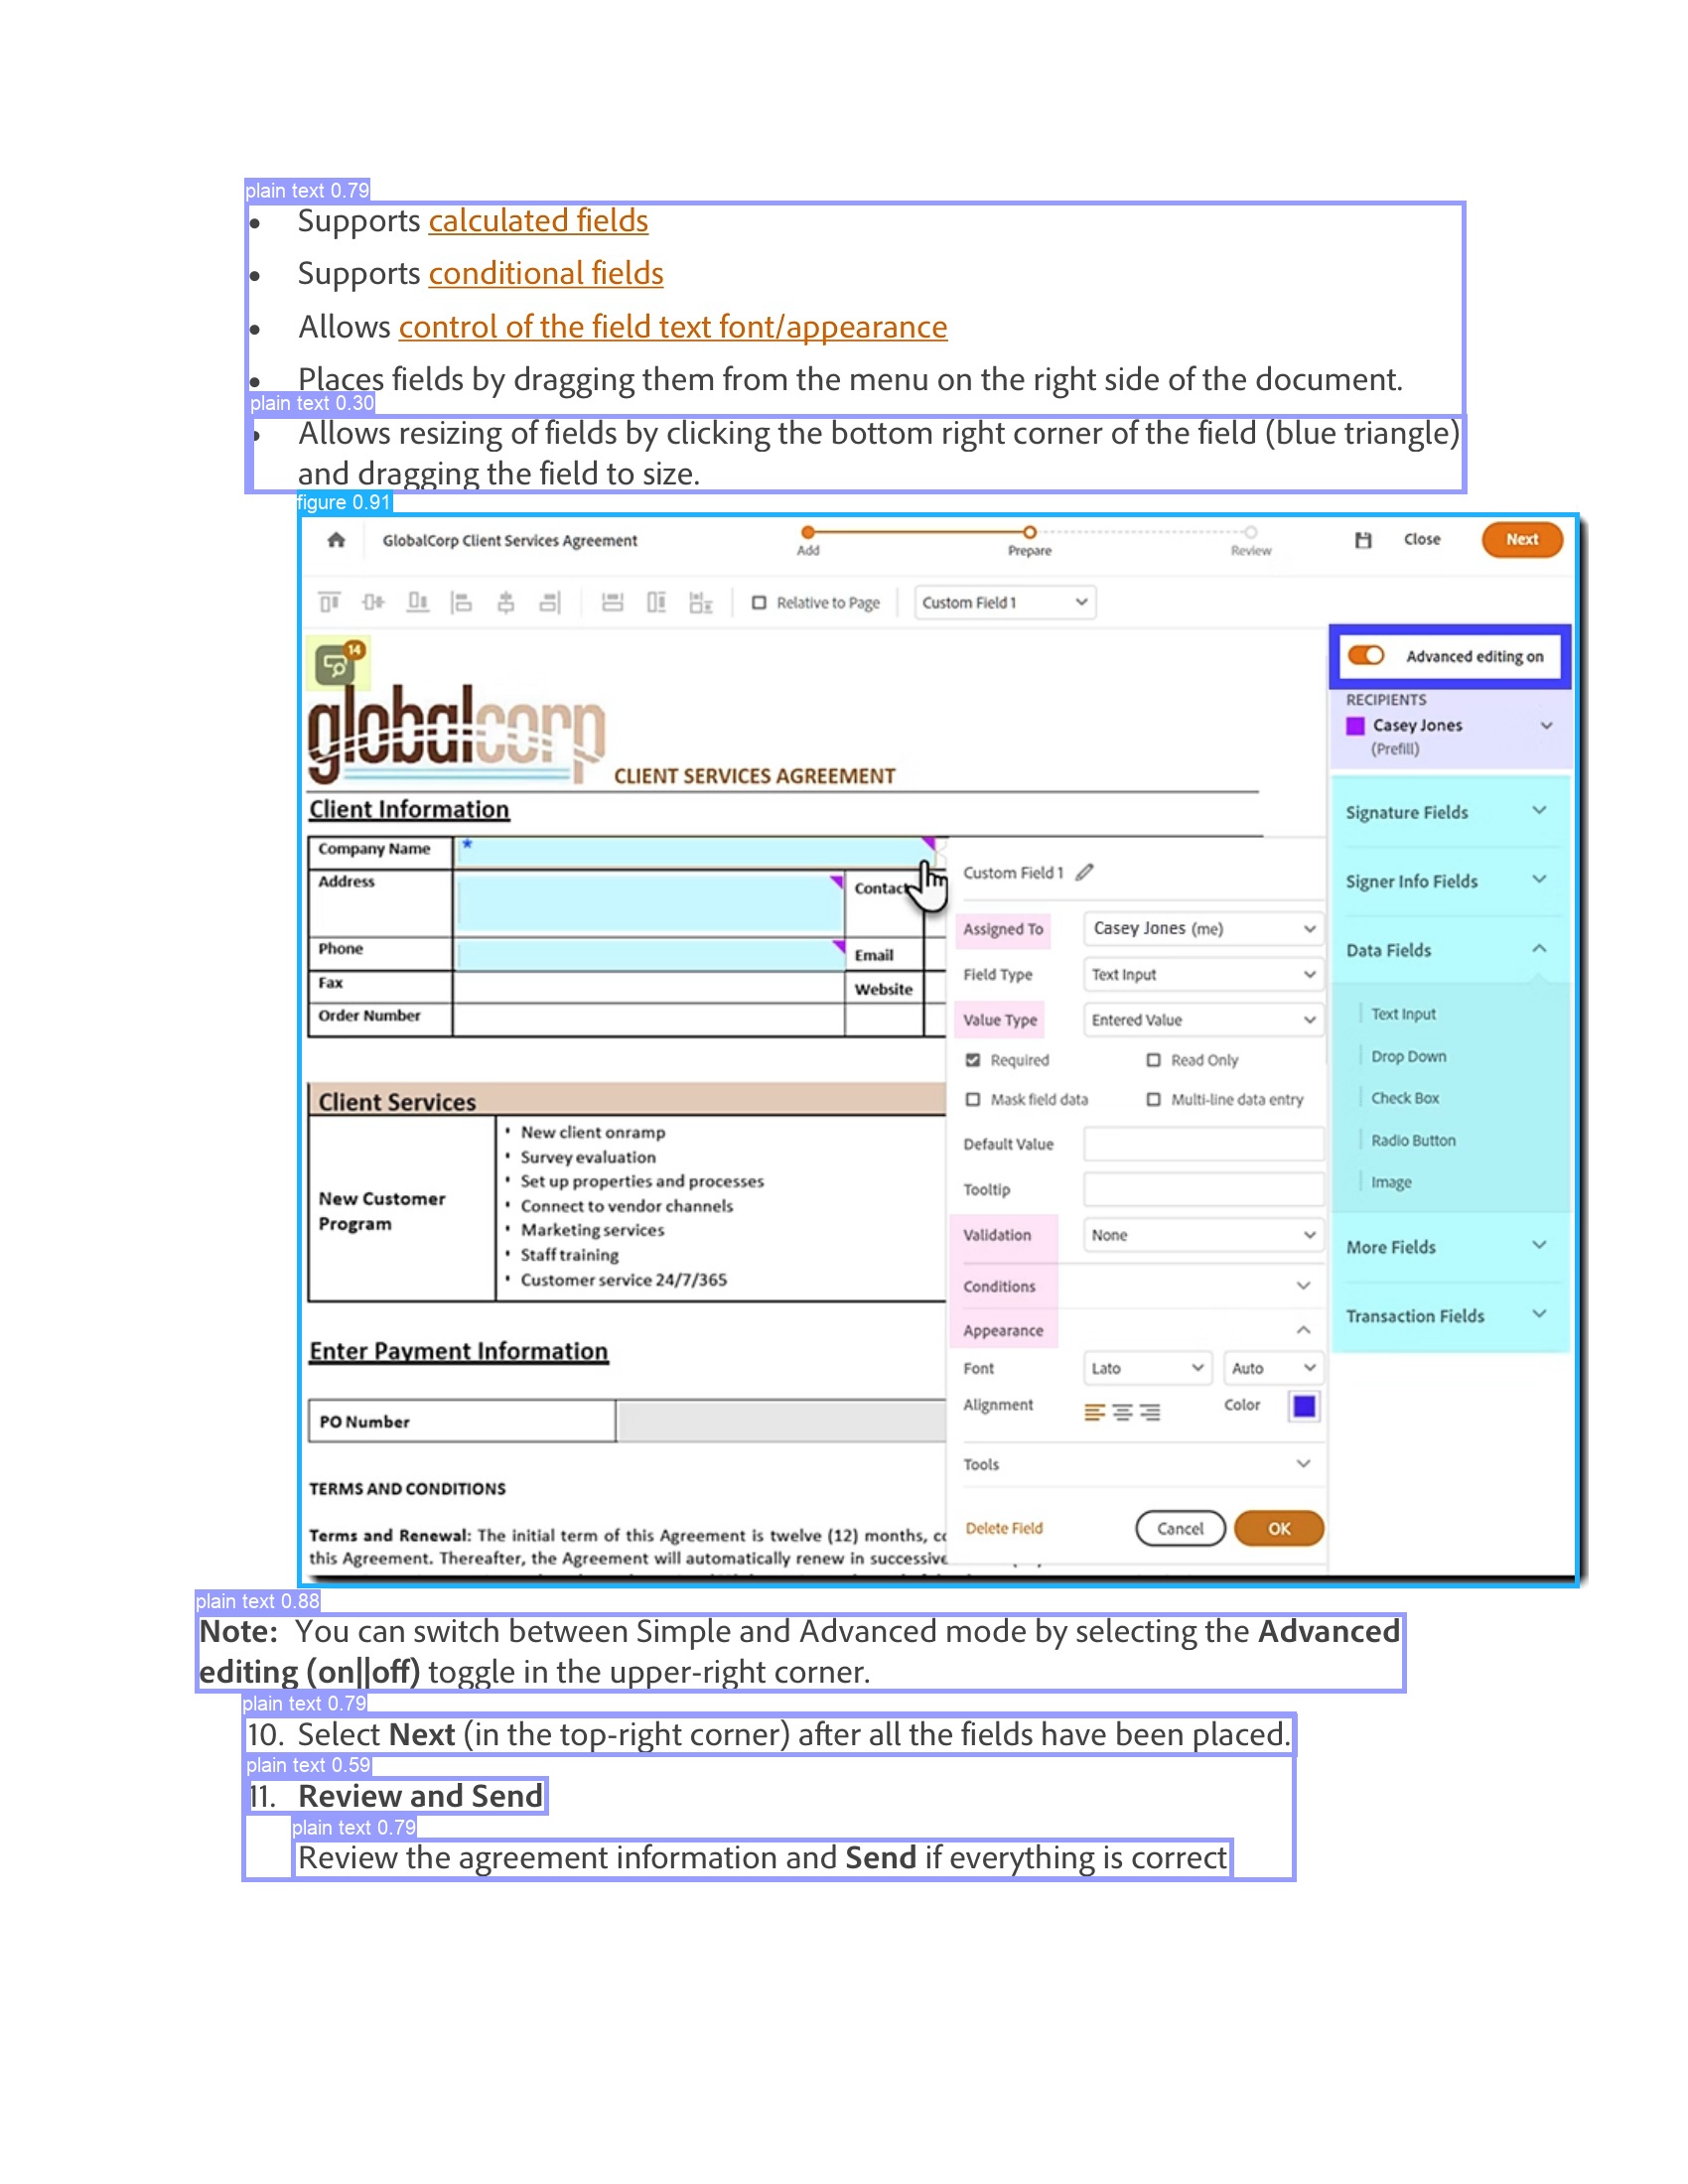 plain text 0.79
• Supports calculated fields
• Supports conditional fields
• Allows control of the field text font/appearance
• Places fields by dragging them from the menu on the right side of the document.
plain text 0.30
• Allows resizing of fields by clicking the bottom right corner of the field (blue triangle)
and dragging the field to size.
figure 0.91
GlobalCorp Client Services Agreement
Add
Prepare
Review
Close
Next
Relative to Page
Custom Field 1
14
Advanced editing on
globalcorp
CLIENT SERVICES AGREEMENT
RECIPIENTS
Casey Jones
(Prefill)
Client Information
Company Name *
Address
Contact
Phone
Email
Fax
Website
Order Number
Client Services
New Customer
Program
• New client onramp
• Survey evaluation
• Set up properties and processes
• Connect to vendor channels
• Marketing services
• Staff training
• Customer service 24/7/365
Enter Payment Information
PO Number
TERMS AND CONDITIONS
Terms and Renewal: The initial term of this Agreement is twelve (12) months,
this Agreement. Thereafter, the Agreement will automatically renew in successive
Custom Field 1
Assigned To Casey Jones (me)
Field Type Text Input
Value Type Entered Value
Required Read Only
Mask field data Multi-line data entry
Default Value
Tooltip
Validation None
Conditions
Appearance
Font Lato Auto
Alignment Color
Tools
Delete Field Cancel OK
Signature Fields
Signer Info Fields
Data Fields
Text Input
Drop Down
Check Box
Radio Button
Image
More Fields
Transaction Fields
plain text 0.88
Note: You can switch between Simple and Advanced mode by selecting the Advanced
editing (on||off) toggle in the upper-right corner.
plain text 0.79
10. Select Next (in the top-right corner) after all the fields have been placed.
plain text 0.59
11. Review and Send
plain text 0.79
Review the agreement information and Send if everything is correct